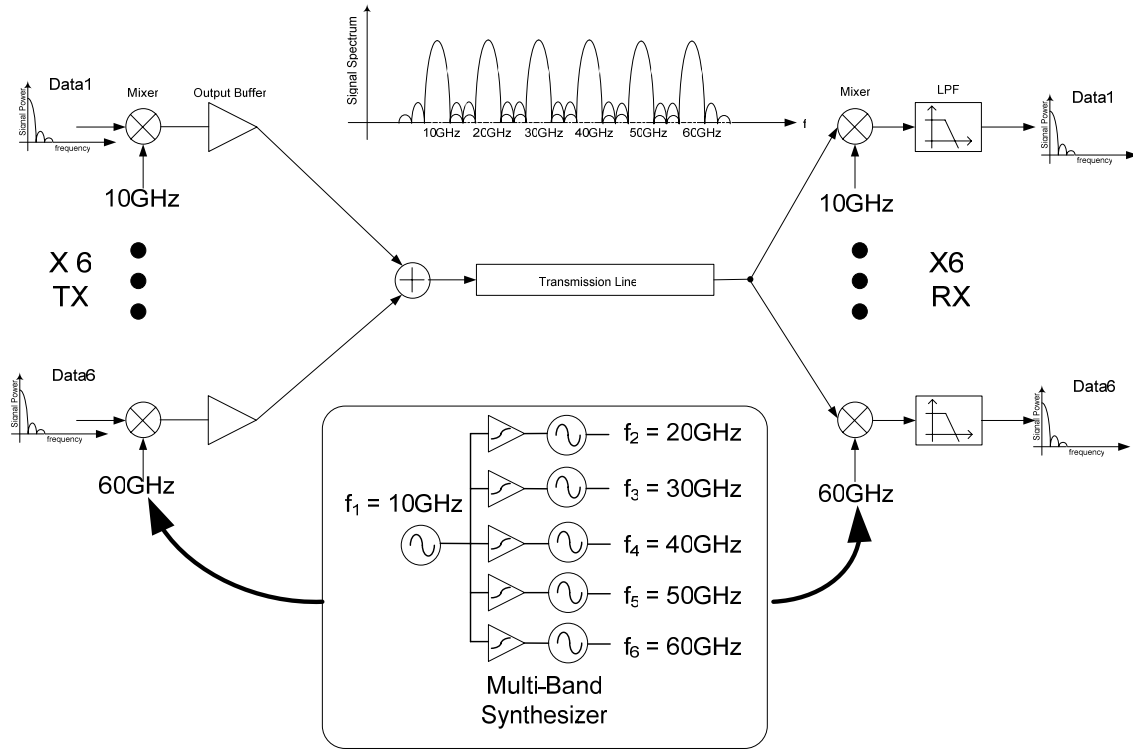 Signal Spectrum
10GHz 20GHz 30GHz 40GHz 50GHz 60GHz
f
Data1
Signal Power
frequency
Mixer
Output Buffer
10GHz
X 6
TX
Data6
Signal Power
frequency
60GHz
Transmission Line
Mixer
LPF
Data1
Signal Power
frequency
10GHz
X6
RX
Data6
Signal Power
frequency
60GHz
f1 = 10GHz
f2 = 20GHz
f3 = 30GHz
f4 = 40GHz
f5 = 50GHz
f6 = 60GHz
Multi-Band
Synthesizer